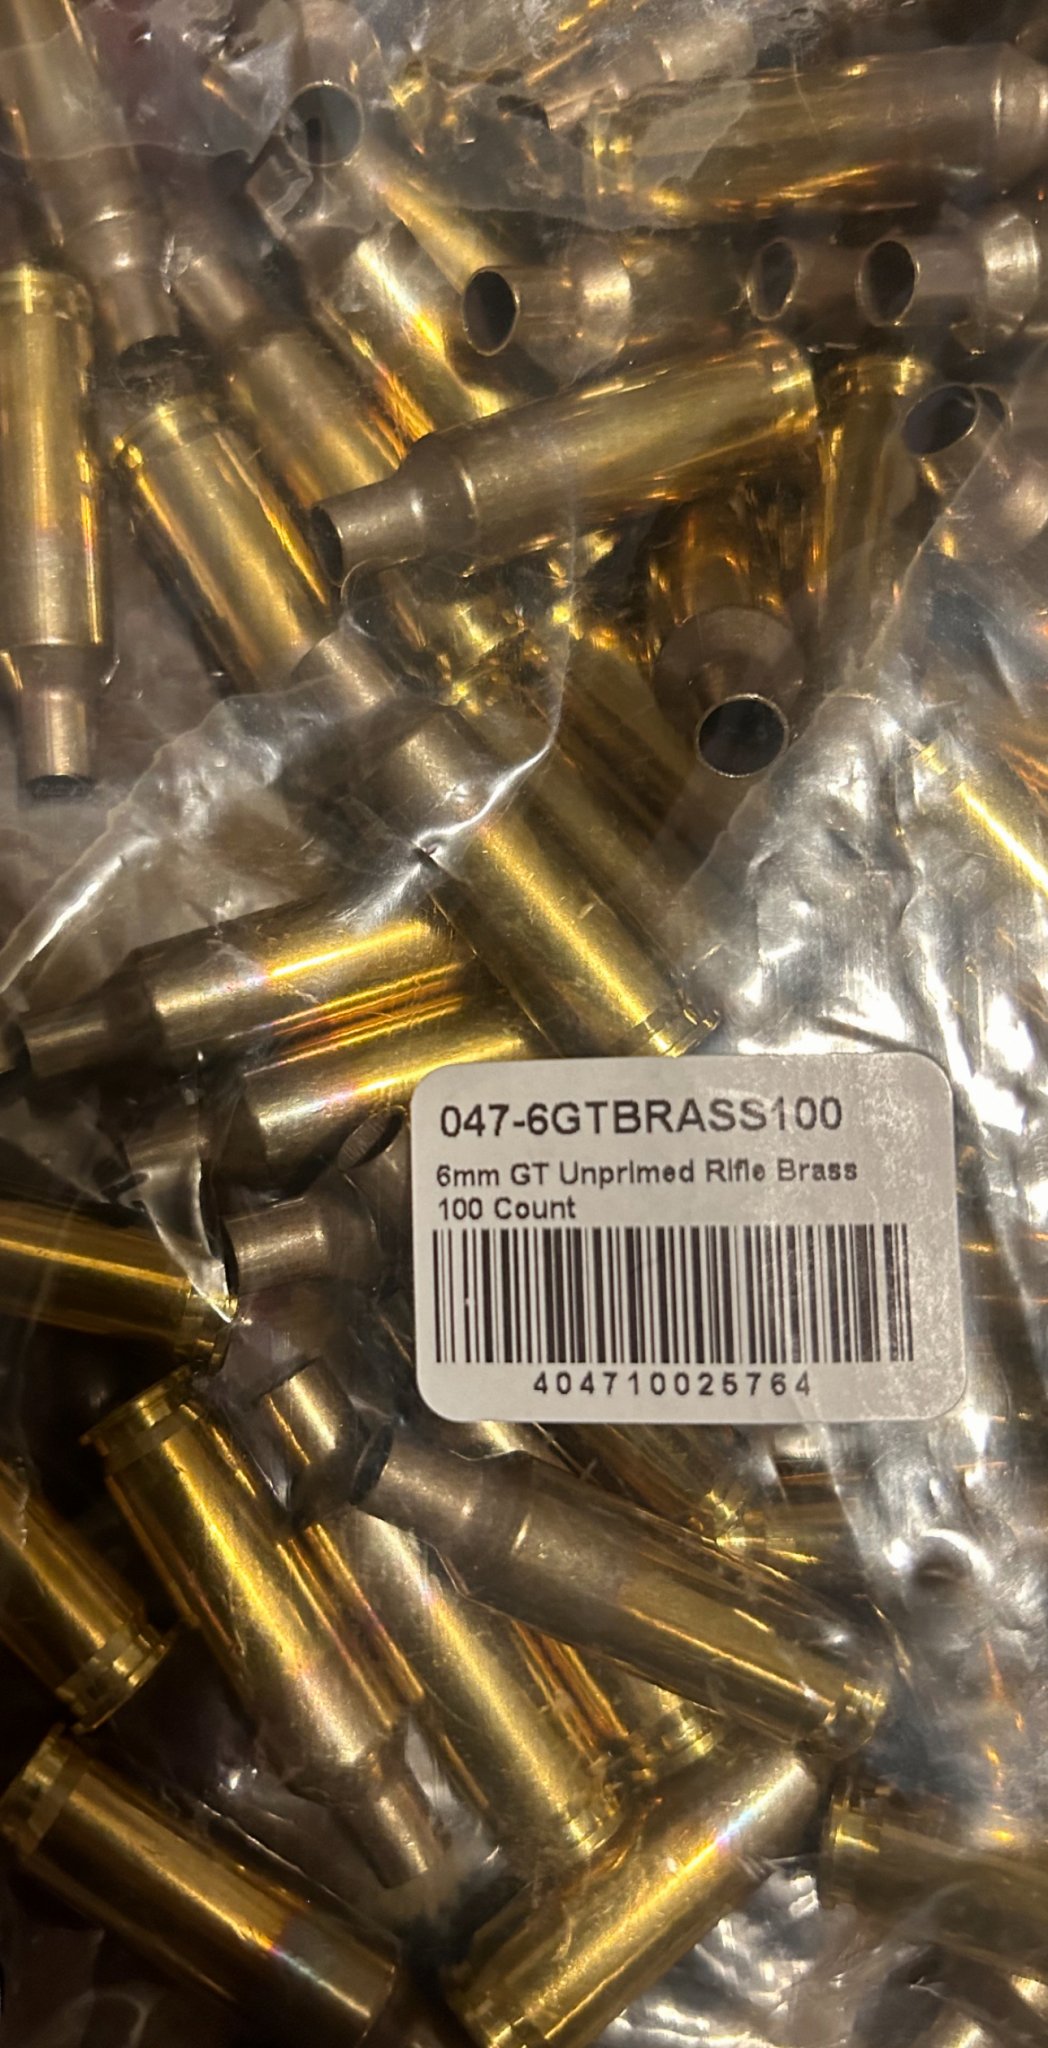 047-6GTBRASS100
6mm GT Unprimed Rifle Brass
100 Count
404710025764